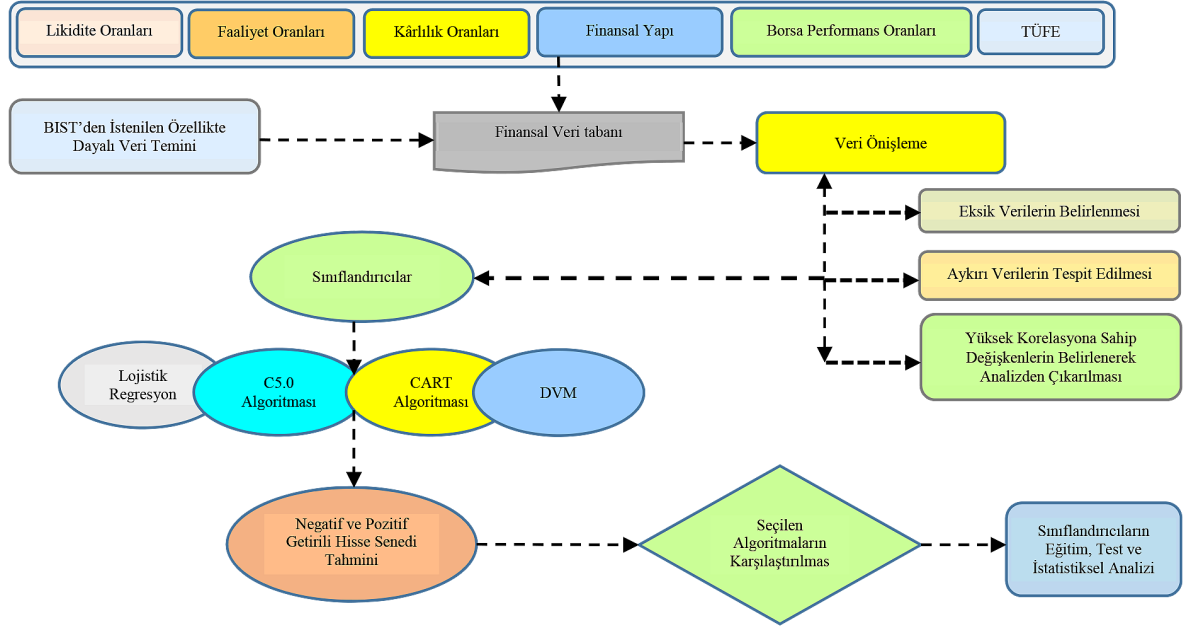 Likidite Oranları
Faaliyet Oranları
Kârlılık Oranları
Finansal Yapı
Borsa Performans Oranları
TÜFE
BIST’den İstenilen Özellikte
Dayalı Veri Temini
Finansal Veri tabanı
Veri Önişleme
Eksik Verilerin Belirlenmesi
Aykırı Verilerin Tespit Edilmesi
Yüksek Korelasyona Sahip
Değişkenlerin Belirlenerek
Analizden Çıkarılması
Sınıflandırıcılar
Lojistik
Regresyon
C5.0
Algoritması
CART
Algoritması
DVM
Negatif ve Pozitif
Getirili Hisse Senedi
Tahmini
Seçilen
Algoritmaların
Karşılaştırılmas
Sınıflandırıcıların
Eğitim, Test ve
İstatistiksel Analizi